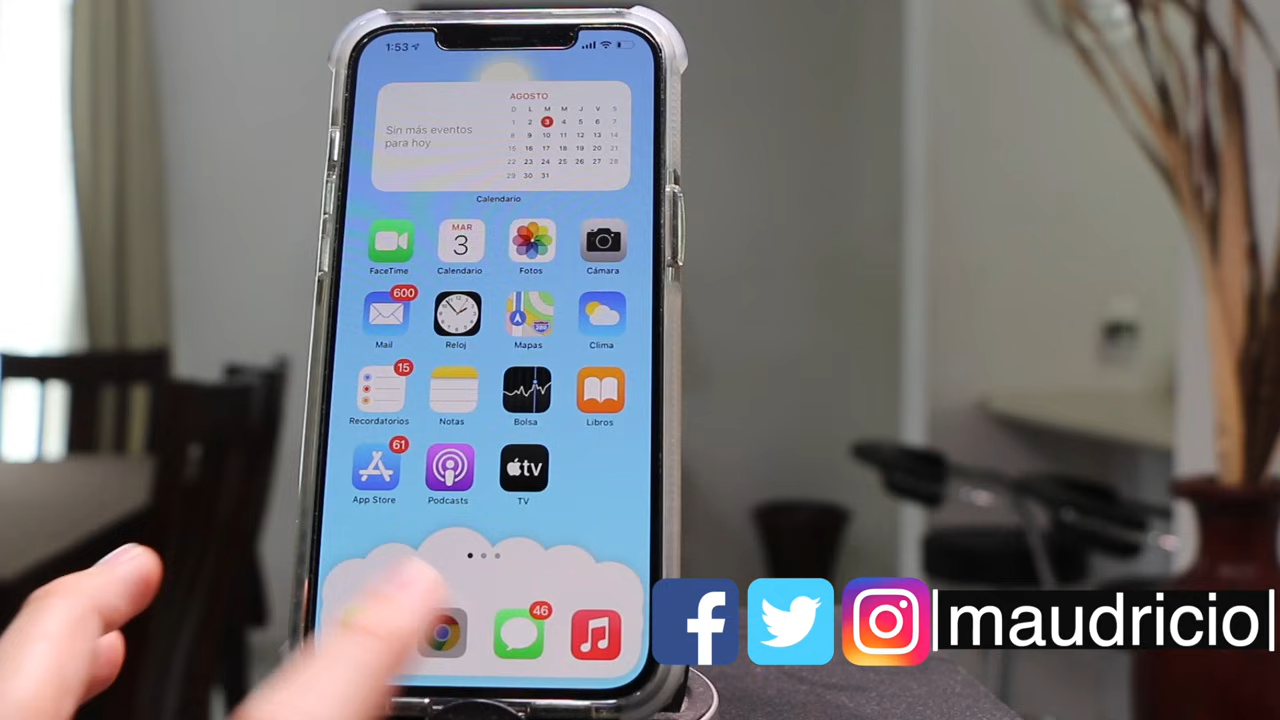 1:53
AGOSTO
D L M M J V S
1 2 3 4 5 6 7
8 9 10 11 12 13 14
15 16 17 18 19 20 21
22 23 24 25 26 27 28
29 30 31
Sin más eventos
para hoy
Calendario
MAR
3
FaceTime Calendario Fotos Cámara
600
280
Mail Reloj Mapas Clima
15
Recordatorios Notas Bolsa Libros
61
tv
App Store Podcasts TV
46
maudricio